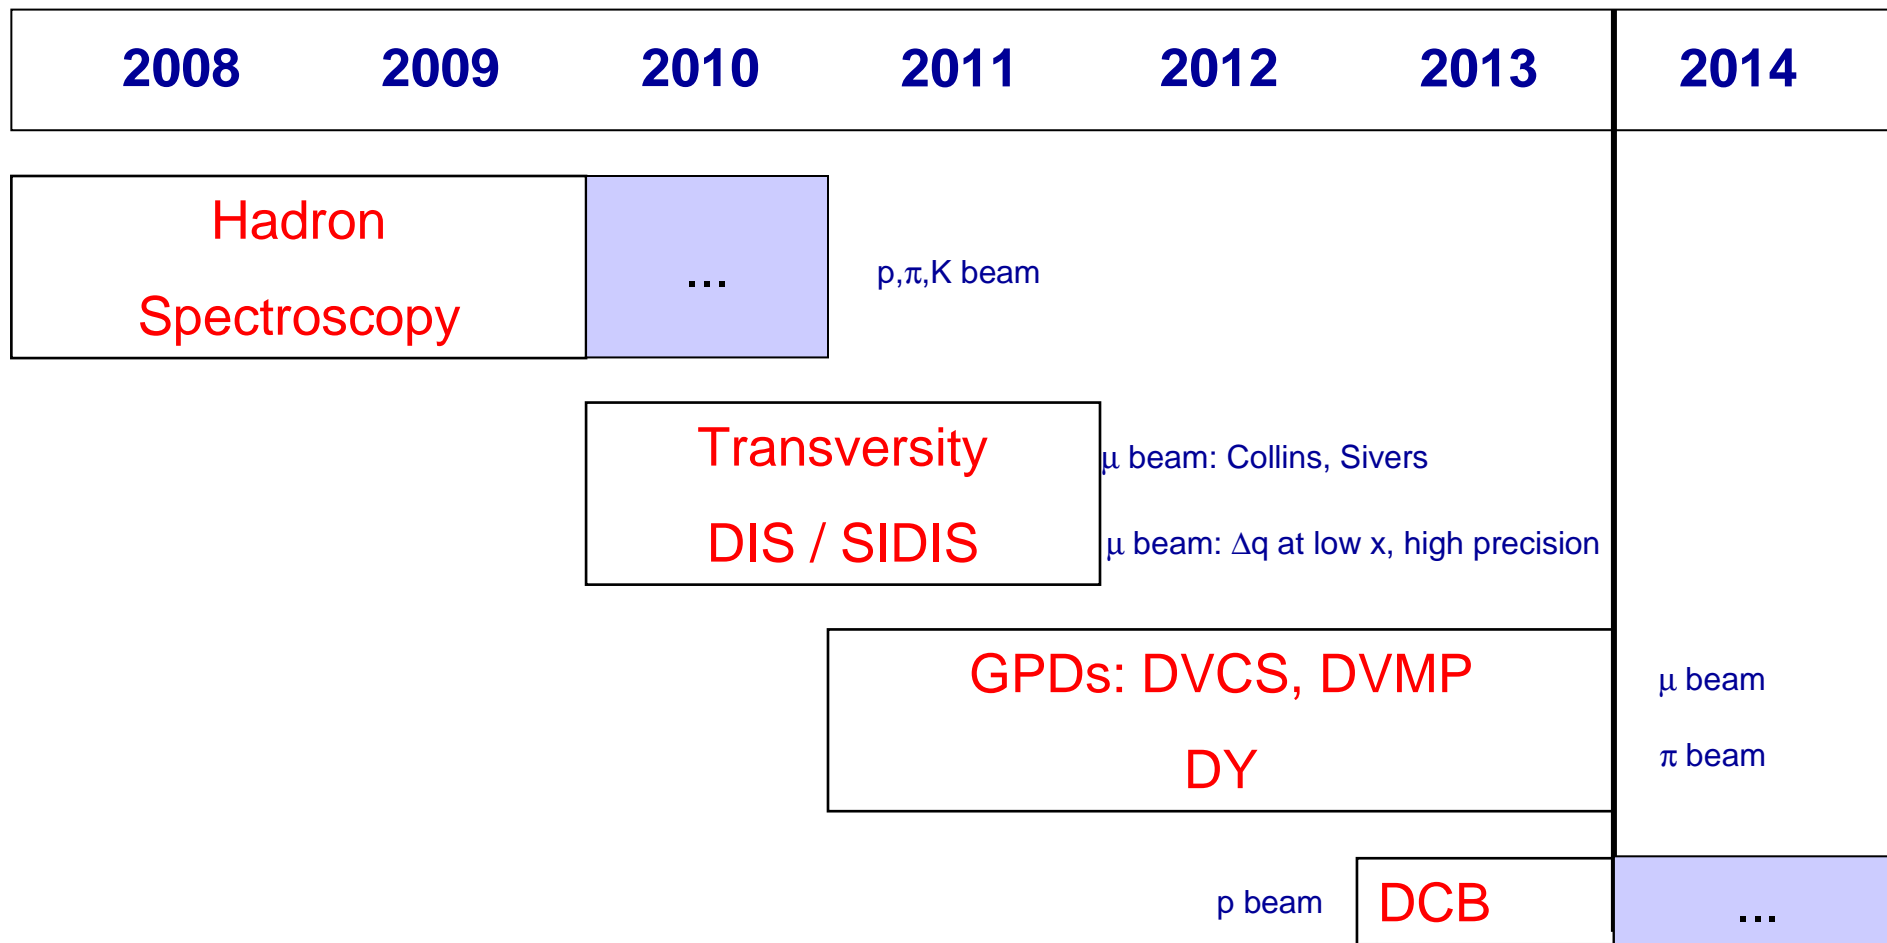 2008 2009 2010 2011 2012 2013 2014
Hadron
Spectroscopy
...
p,π,K beam
Transversity
μ beam: Collins, Sivers
DIS / SIDIS
μ beam: Δq at low x, high precision
GPDs: DVCS, DVMP
μ beam
DY
π beam
p beam
DCB
...